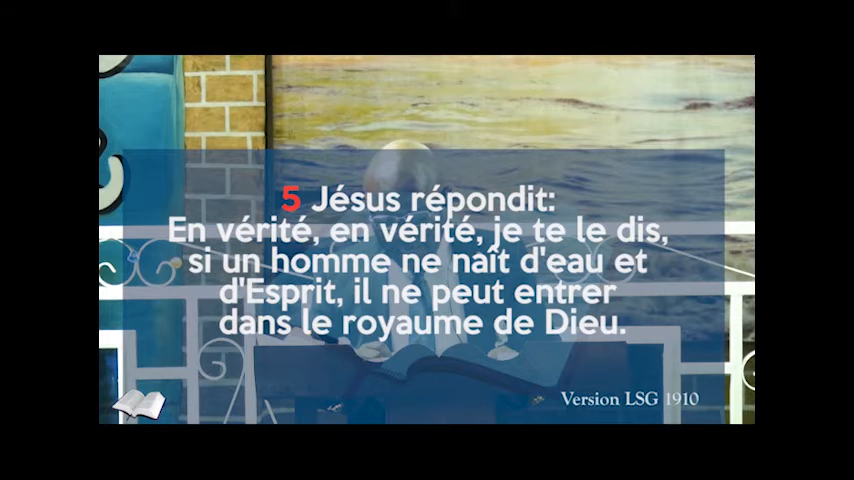 5 Jésus répondit:
En vérité, en vérité, je te le dis,
si un homme ne naît d'eau et
d'Esprit, il ne peut entrer
dans le royaume de Dieu.
Version LSG 1910